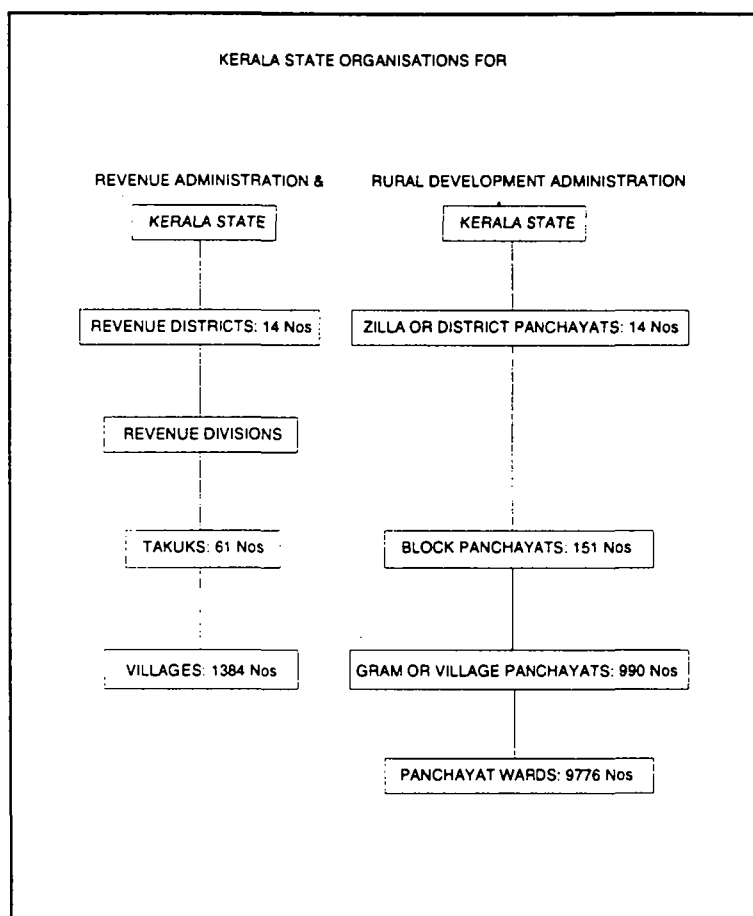 KERALA STATE ORGANISATIONS FOR
REVENUE ADMINISTRATION &
KERALA STATE
REVENUE DISTRICTS: 14 Nos
REVENUE DIVISIONS
TAKUKS: 61 Nos
VILLAGES: 1384 Nos
RURAL DEVELOPMENT ADMINISTRATION
KERALA STATE
ZILLA OR DISTRICT PANCHAYATS: 14 Nos
BLOCK PANCHAYATS: 151 Nos
GRAM OR VILLAGE PANCHAYATS: 990 Nos
PANCHAYAT WARDS: 9776 Nos